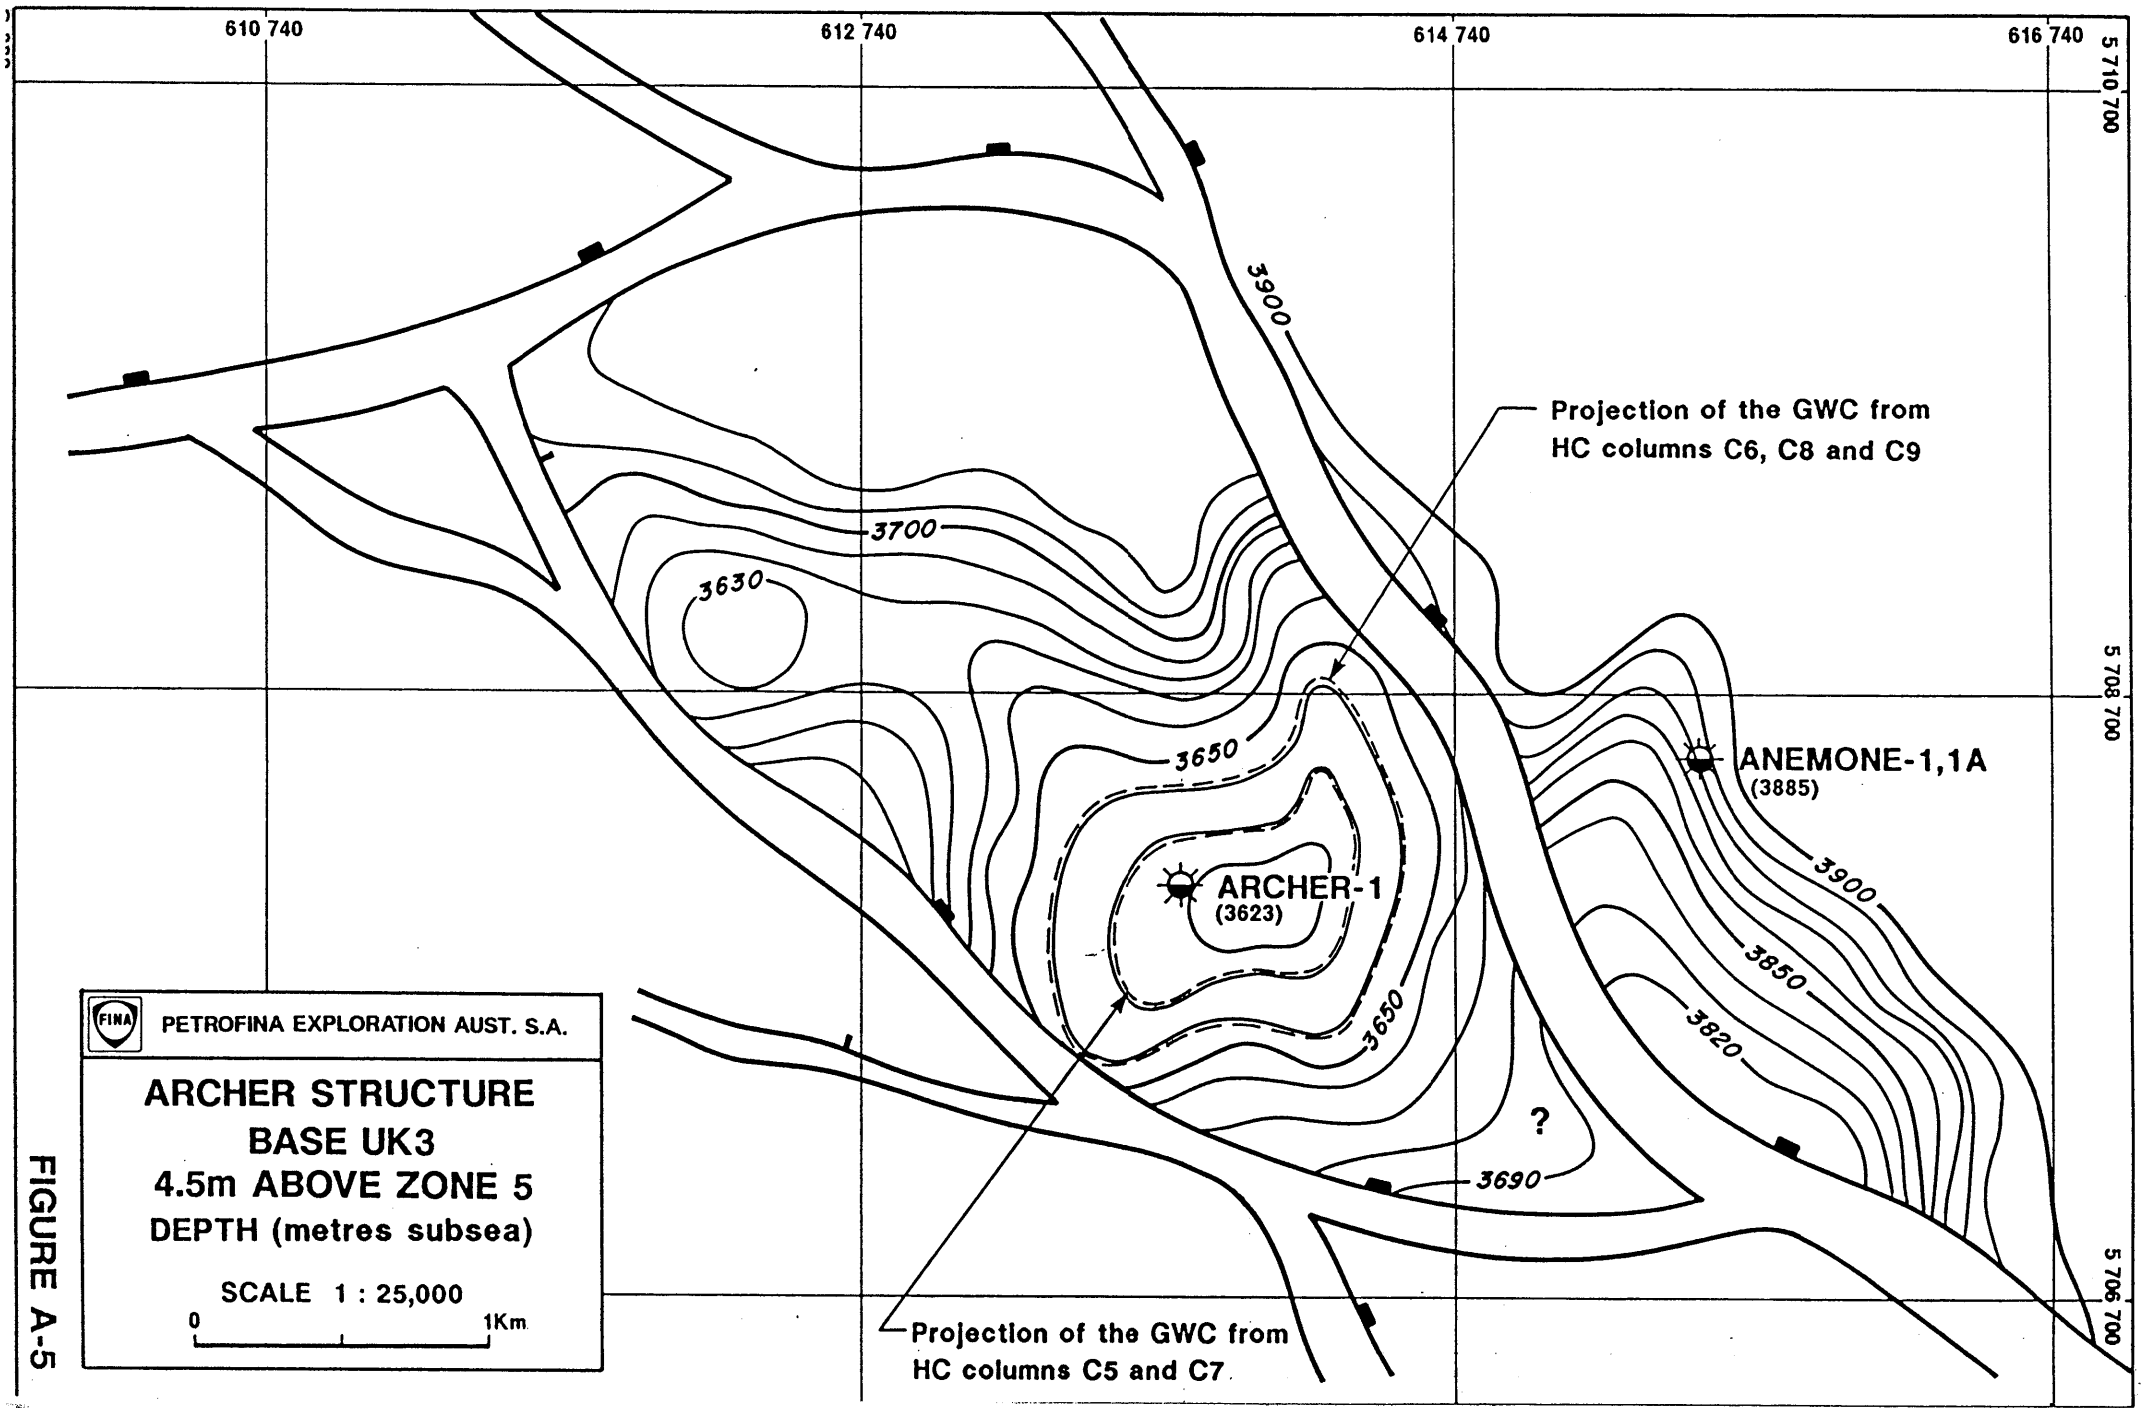 610 740
612 740
614 740
616 740
5 710 700
3900
Projection of the GWC from
HC columns C6, C8 and C9
3700
3630
5 708 700
3650
ANEMONE-1,1A
(3885)
ARCHER-1
(3623)
3900
3850
3650
3820
?
3690
FINA
PETROFINA EXPLORATION AUST. S.A.
ARCHER STRUCTURE
BASE UK3
4.5m ABOVE ZONE 5
DEPTH (metres subsea)
SCALE 1 : 25,000
0 1Km
Projection of the GWC from
HC columns C5 and C7
5 706 700
FIGURE A-5